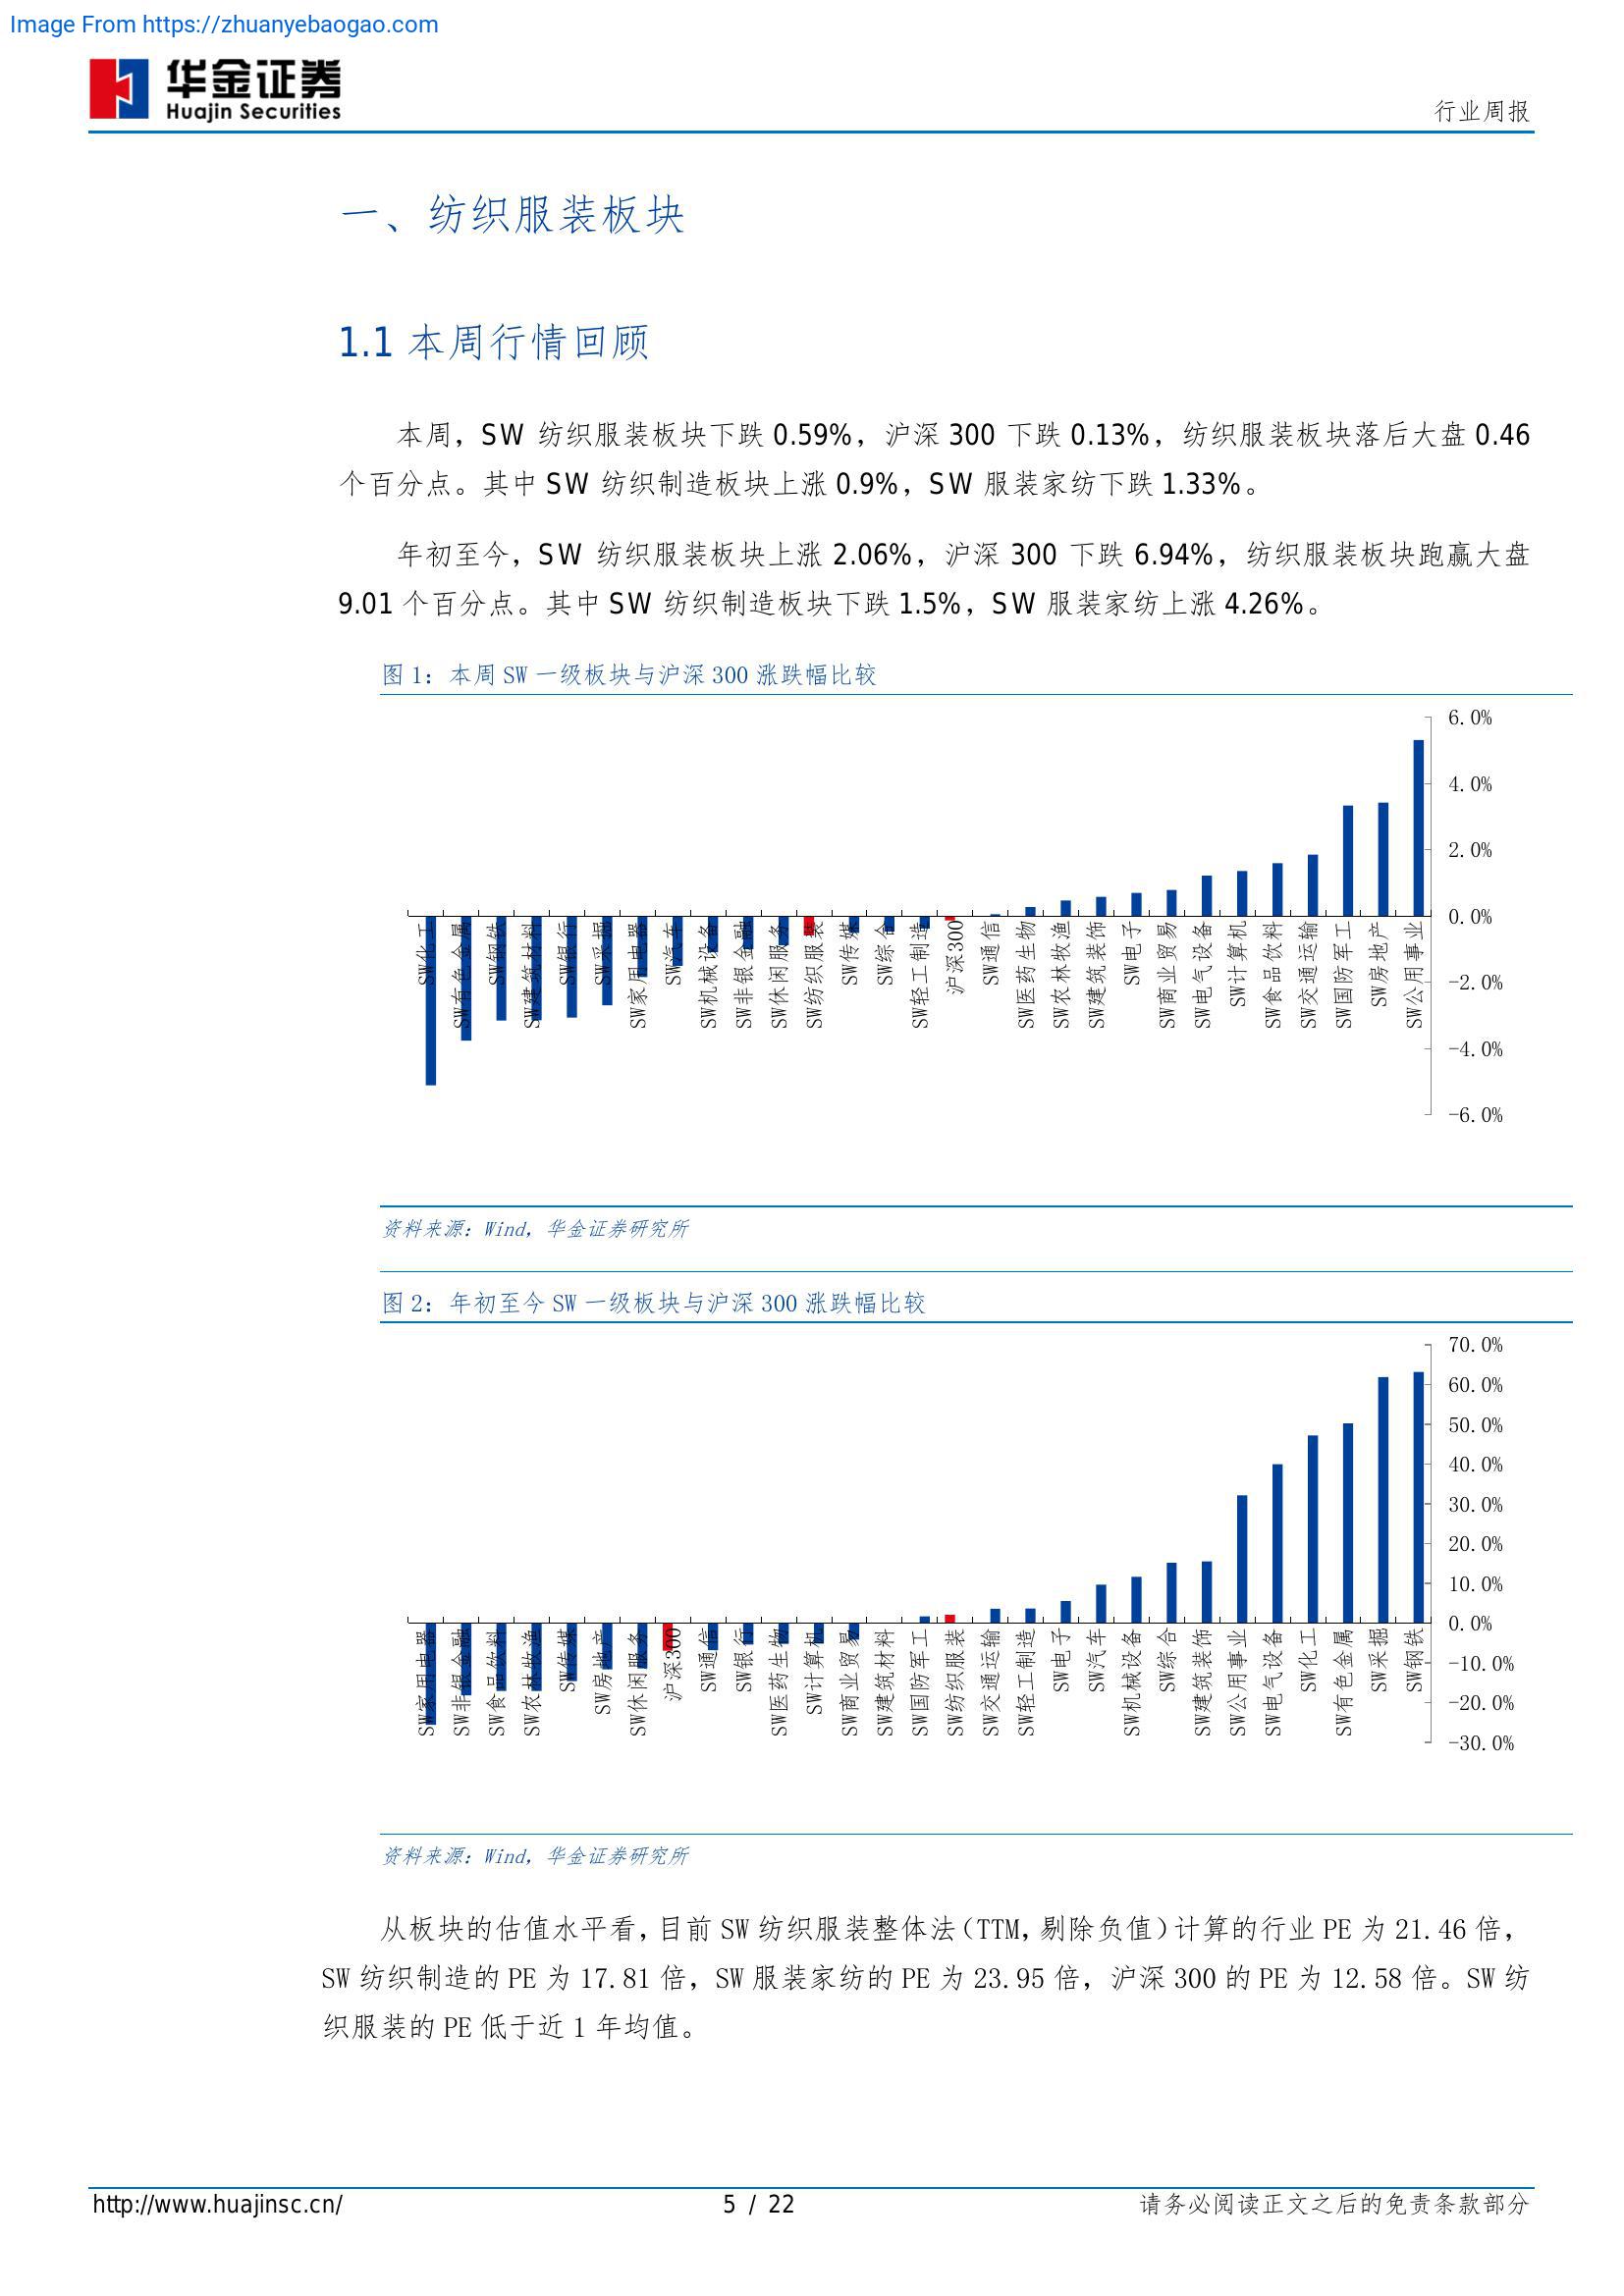 Image From https://zhuanyebaogao.com
华金证券
Huajin Securities
行业周报
一、纺织服装板块
1.1 本周行情回顾
本周，SW 纺织服装板块下跌 0.59%，沪深 300 下跌 0.13%，纺织服装板块落后大盘 0.46
个百分点。其中 SW 纺织制造板块上涨 0.9%，SW 服装家纺下跌 1.33%。
年初至今，SW 纺织服装板块上涨 2.06%，沪深 300 下跌 6.94%，纺织服装板块跑赢大盘
9.01 个百分点。其中 SW 纺织制造板块下跌 1.5%，SW 服装家纺上涨 4.26%。
图 1：本周 SW 一级板块与沪深 300 涨跌幅比较
6.0%
4.0%
2.0%
0.0%
-2.0%
-4.0%
-6.0%
SW化工
SW有色金属
SW钢铁
SW建筑材料
SW银行
SW采掘
SW家用电器
SW汽车
SW机械设备
SW非银金融
SW休闲服务
SW纺织服装
SW传媒
SW综合
SW轻工制造
沪深300
SW通信
SW医药生物
SW农林牧渔
SW建筑装饰
SW电子
SW商业贸易
SW电气设备
SW计算机
SW食品饮料
SW交通运输
SW国防军工
SW房地产
SW公用事业
资料来源：Wind，华金证券研究所
图 2：年初至今 SW 一级板块与沪深 300 涨跌幅比较
70.0%
60.0%
50.0%
40.0%
30.0%
20.0%
10.0%
0.0%
-10.0%
-20.0%
-30.0%
SW家用电器
SW非银金融
SW食品饮料
SW农林牧渔
SW传媒
SW房地产
SW休闲服务
沪深300
SW通信
SW银行
SW医药生物
SW计算机
SW商业贸易
SW建筑材料
SW国防军工
SW纺织服装
SW交通运输
SW轻工制造
SW电子
SW汽车
SW机械设备
SW综合
SW建筑装饰
SW公用事业
SW电气设备
SW化工
SW有色金属
SW采掘
SW钢铁
资料来源：Wind，华金证券研究所
从板块的估值水平看，目前 SW 纺织服装整体法（TTM，剔除负值）计算的行业 PE 为 21.46 倍，
SW 纺织制造的 PE 为 17.81 倍，SW 服装家纺的 PE 为 23.95 倍，沪深 300 的 PE 为 12.58 倍。SW 纺
织服装的 PE 低于近 1 年均值。
http://www.huajinsc.cn/
5 / 22
请务必阅读正文之后的免责条款部分